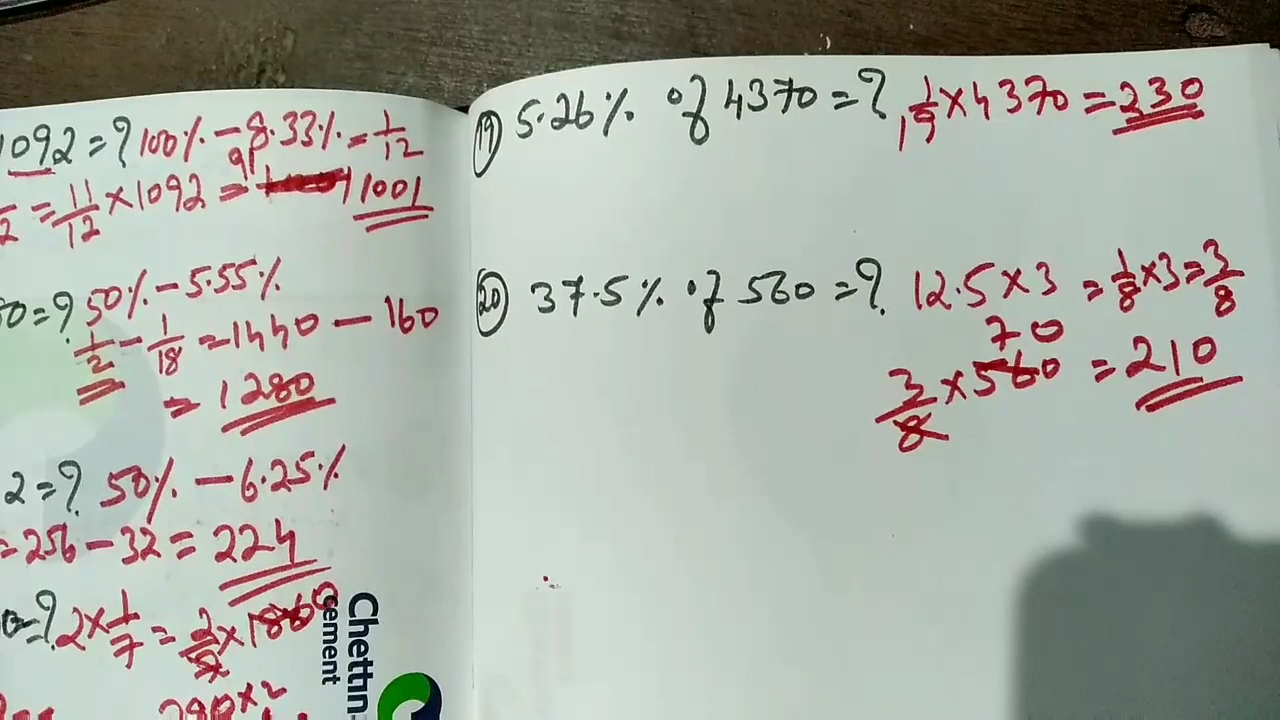 1092 = ? 100% - 8.33% = 1/12
= 11/12 × 1092 = 1001
0 = ? 50% - 5.55%
1/2 - 1/18 = 1440 - 160
= 1280
2 = ? 50% - 6.25%
= 256 - 32 = 224
= ? 2 × 1/7 = 2/7 ×
Chettin
cement
(19) 5.26% of 4370 = ? 1/19 × 4370 = 230
(20) 37.5% of 560 = ? 12.5 × 3 = 1/8 × 3 = 3/8
70
3/8 × 560 = 210